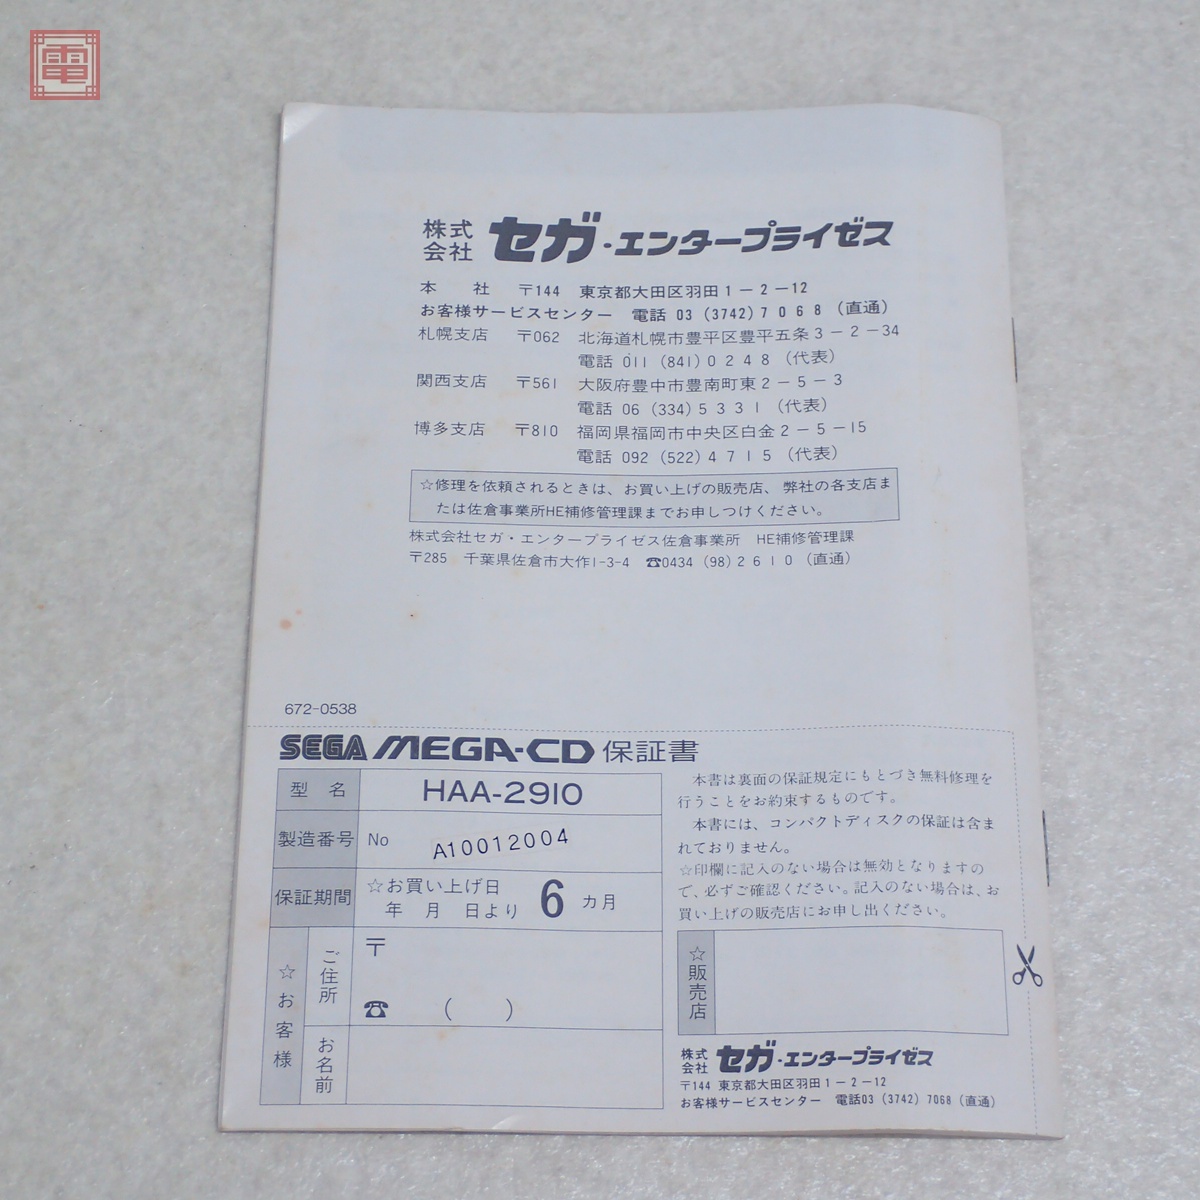 電
株式会社 セガ・エンタープライゼス
本社 〒144 東京都大田区羽田1-2-12
お客様サービスセンター 電話 03 (3742) 7068 (直通)
札幌支店 〒062 北海道札幌市豊平区豊平五条3-2-34
電話 011 (841) 0248 (代表)
関西支店 〒561 大阪府豊中市豊南町東2-5-3
電話 06 (334) 5331 (代表)
博多支店 〒810 福岡県福岡市中央区白金2-5-15
電話 092 (522) 4715 (代表)
☆修理を依頼されるときは、お買い上げの販売店、弊社の各支店ま
たは佐倉事業所HE補修管理課までお申しつけください。
株式会社セガ・エンタープライゼス佐倉事業所 HE補修管理課
〒285 千葉県佐倉市大作1-3-4 ☎0434 (98) 2610 (直通)
672-0538
SEGA MEGA-CD 保証書
型名 HAA-2910
製造番号 No A10012004
保証期間 ☆お買い上げ日
年 月 日より 6 カ月
☆お客様
ご住所 〒
☎ ( )
お名前
本書は裏面の保証規定にもとづき無料修理を
行うことをお約束するものです。
本書には、コンパクトディスクの保証は含ま
れておりません。
☆印欄に記入のない場合は無効となりますの
で、必ずご確認ください。記入のない場合は、お
買い上げの販売店にお申し出ください。
☆販売店
株式会社 セガ・エンタープライゼス
〒144 東京都大田区羽田1-2-12
お客様サービスセンター 電話03 (3742) 7068 (直通)